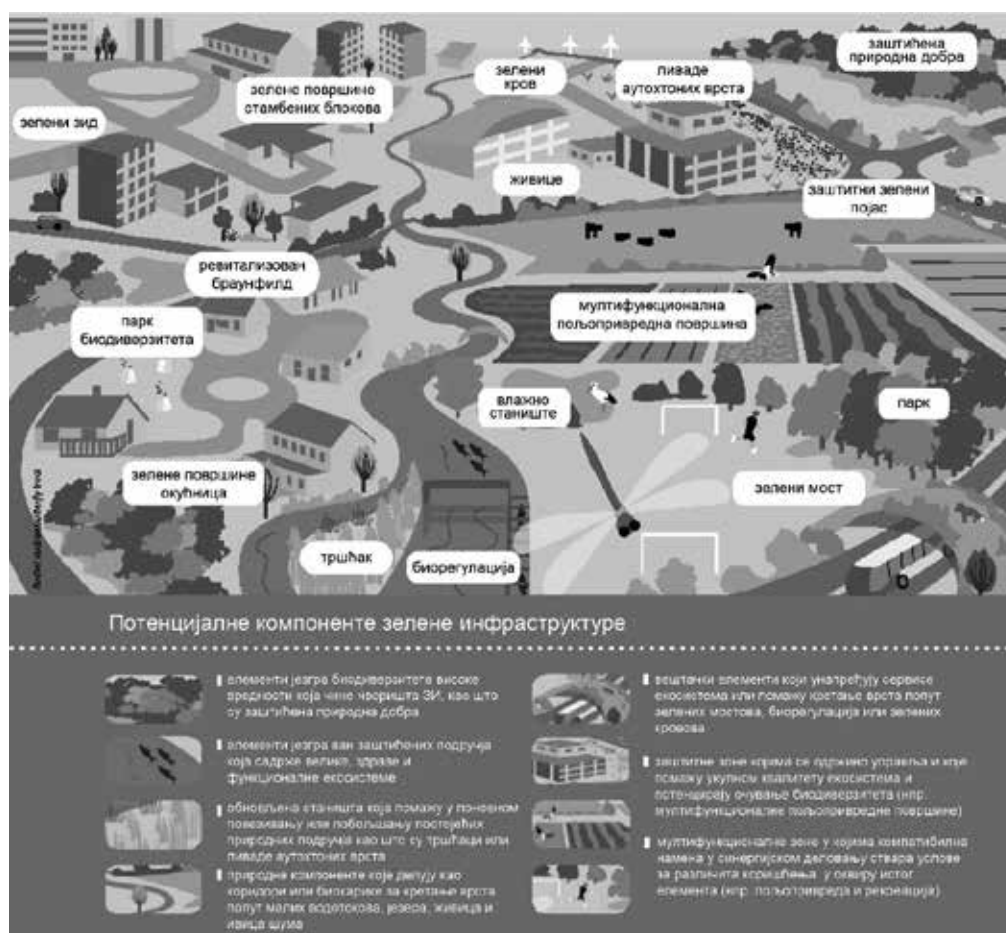 заштићена
природна добра
зелени
кров
ливаде
аутохтоних врста
зелене површине
стамбених блокова
зелени зид
живице
заштитни зелени
појас
ревитализован
браунфилд
мултифункционална
пољопривредна површина
парк
биодиверзитета
влажно
станиште
парк
зелене површине
окућница
зелени мост
тршћак
биорегулација
Потенцијалне компоненте зелене инфраструктуре
елементи језгра биодиверзитета високе
вредности која чине чворишта ЗИ, као што
су заштићена природна добра
елементи језгра ван заштићених подручја
која садрже велике, здраве и
функционалне екосистеме
обновљена станишта која помажу у поновном
повезивању или побољшању постојећих
природних подручја као што су тршћаци или
ливаде аутохтоних врста
природне компоненте које делују као
коридори или биокарике за кретање врста
попут малих водотокова, језера, живица и
ивица шума
вештачки елементи који унапређују сервисе
екосистема или помажу кретање врста попут
зелених мостова, биорегулација или зелених
кровова
заштитне зоне којима се одрживо управља и које
помажу укупном квалитету екосистема и
потенцирају очување биодиверзитета (нпр.
мултифункционалне пољопривредне површине)
мултифункционалне зоне у којима компатибилна
намена у синергијском деловању ствара услове
за различита коришћења у оквиру истог
елемента (нпр. пољопривреда и рекреација)